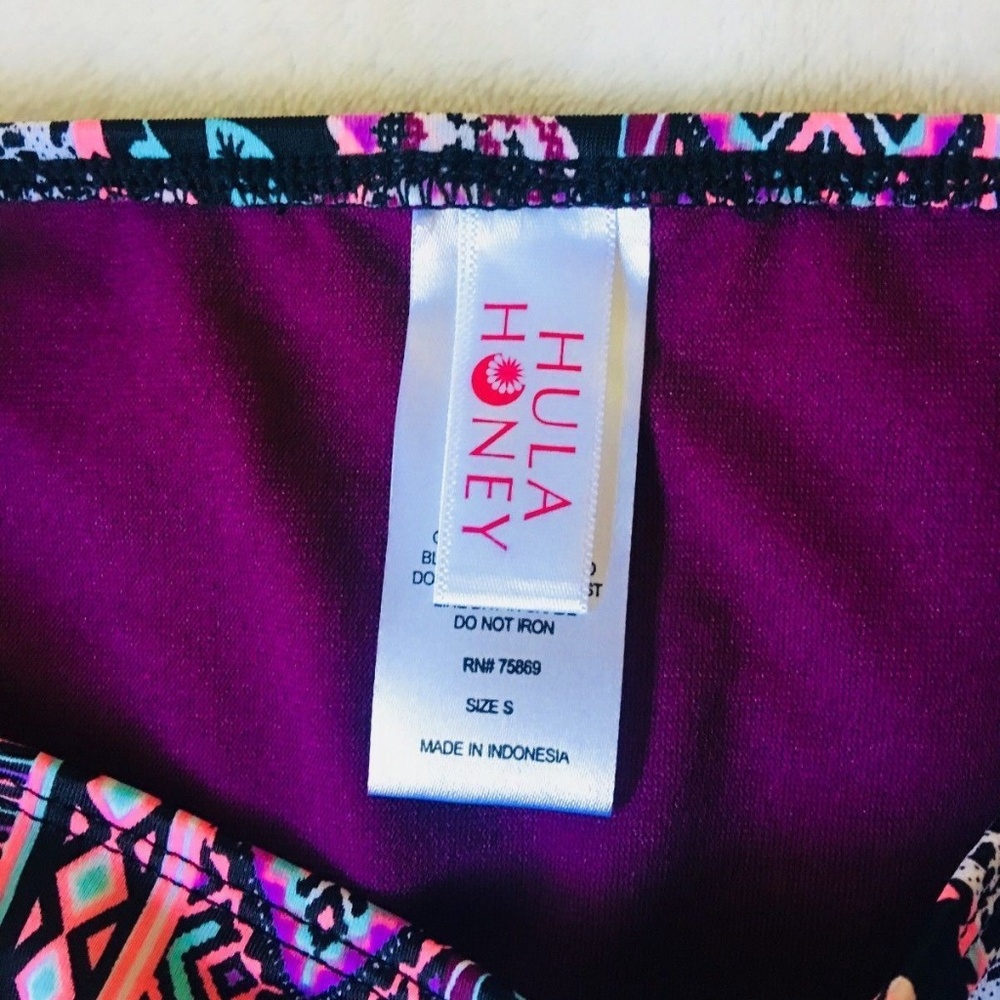 HULA
HONEY
DO NOT IRON
RN# 75869
SIZE S
MADE IN INDONESIA